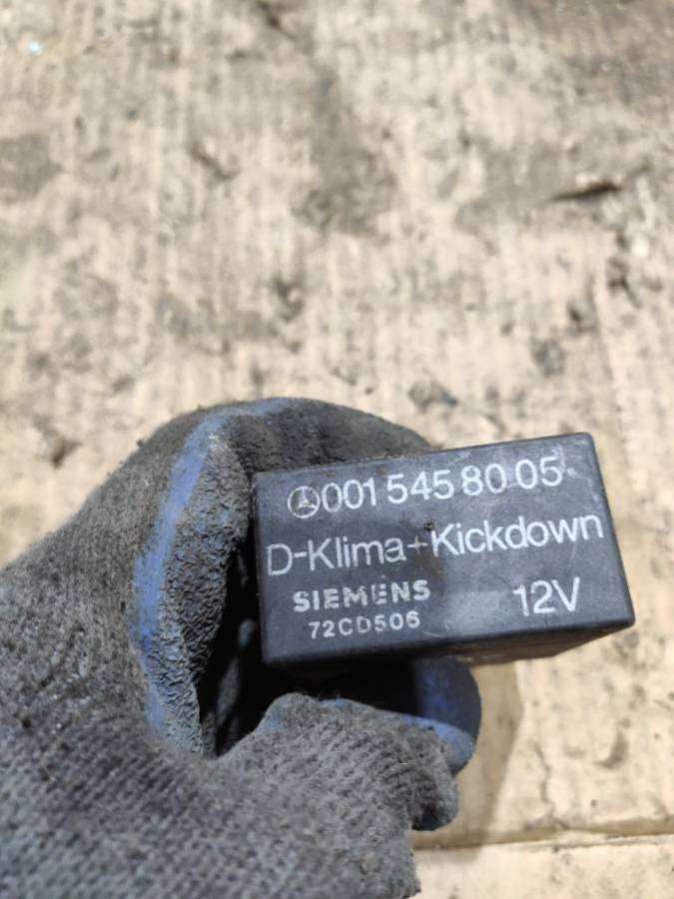 001 545 80 05
D-Klima+Kickdown
SIEMENS 12V
72CD506